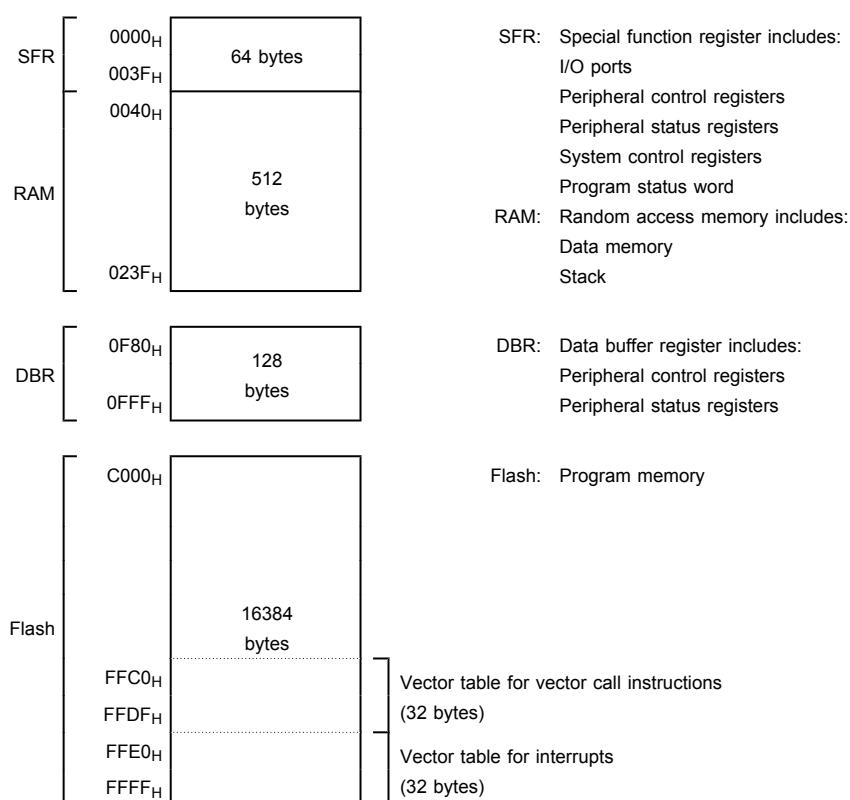 SFR
0000H
003FH
64 bytes
SFR: Special function register includes:
I/O ports
Peripheral control registers
Peripheral status registers
System control registers
Program status word
RAM
0040H
023FH
512
bytes
RAM: Random access memory includes:
Data memory
Stack
DBR
0F80H
0FFFH
128
bytes
DBR: Data buffer register includes:
Peripheral control registers
Peripheral status registers
Flash
C000H
16384
bytes
Flash: Program memory
FFC0H
FFDFH
Vector table for vector call instructions
(32 bytes)
FFE0H
FFFFH
Vector table for interrupts
(32 bytes)